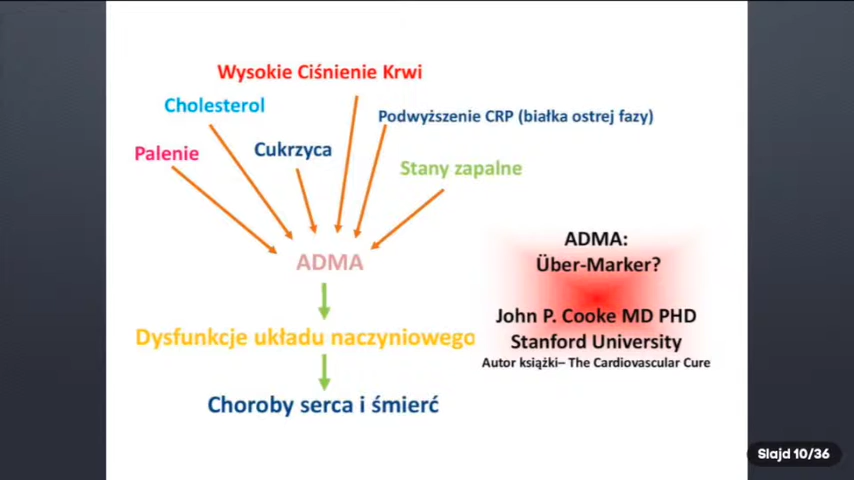 Wysokie Ciśnienie Krwi
Cholesterol
Podwyższenie CRP (białka ostrej fazy)
Palenie
Cukrzyca
Stany zapalne
ADMA
Dysfunkcje układu naczyniowego
Choroby serca i śmierć
ADMA:
Über-Marker?
John P. Cooke MD PHD
Stanford University
Autor książki– The Cardiovascular Cure
Slajd 10/36